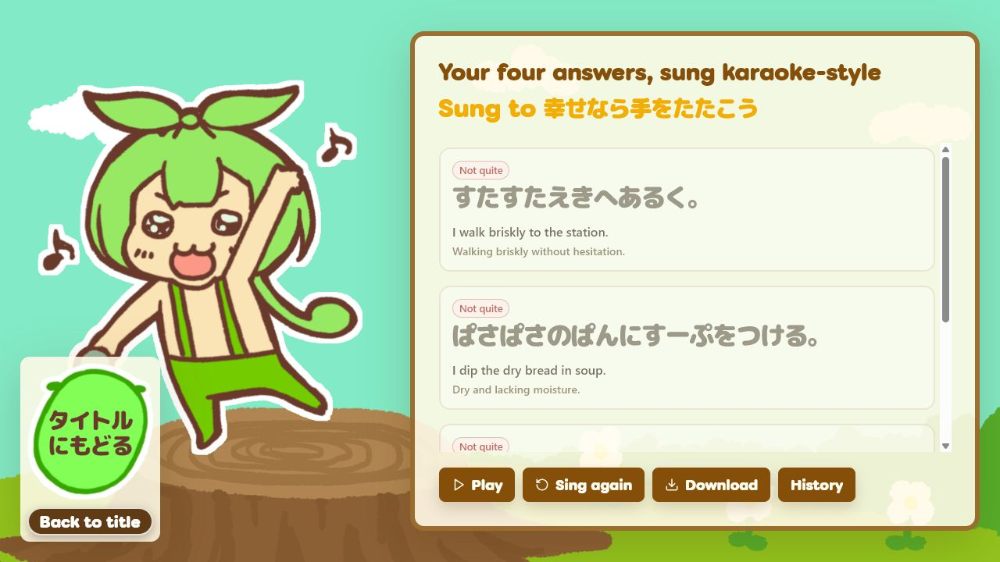 Your four answers, sung karaoke-style
Sung to 幸せなら手をたたこう
Not quite
すたすたえきへあるく。
I walk briskly to the station.
Walking briskly without hesitation.
Not quite
ぱさぱさのぱんにすーぷをつける。
I dip the dry bread in soup.
Dry and lacking moisture.
Not quite
Play
Sing again
Download
History
タイトル
にもどる
Back to title